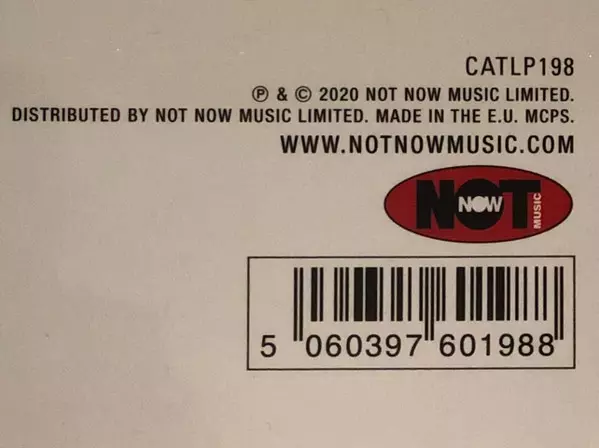 CATLP198
℗ & © 2020 NOT NOW MUSIC LIMITED.
DISTRIBUTED BY NOT NOW MUSIC LIMITED. MADE IN THE E.U. MCPS.
WWW.NOTNOWMUSIC.COM
NOT NOW MUSIC
5 060397 601988